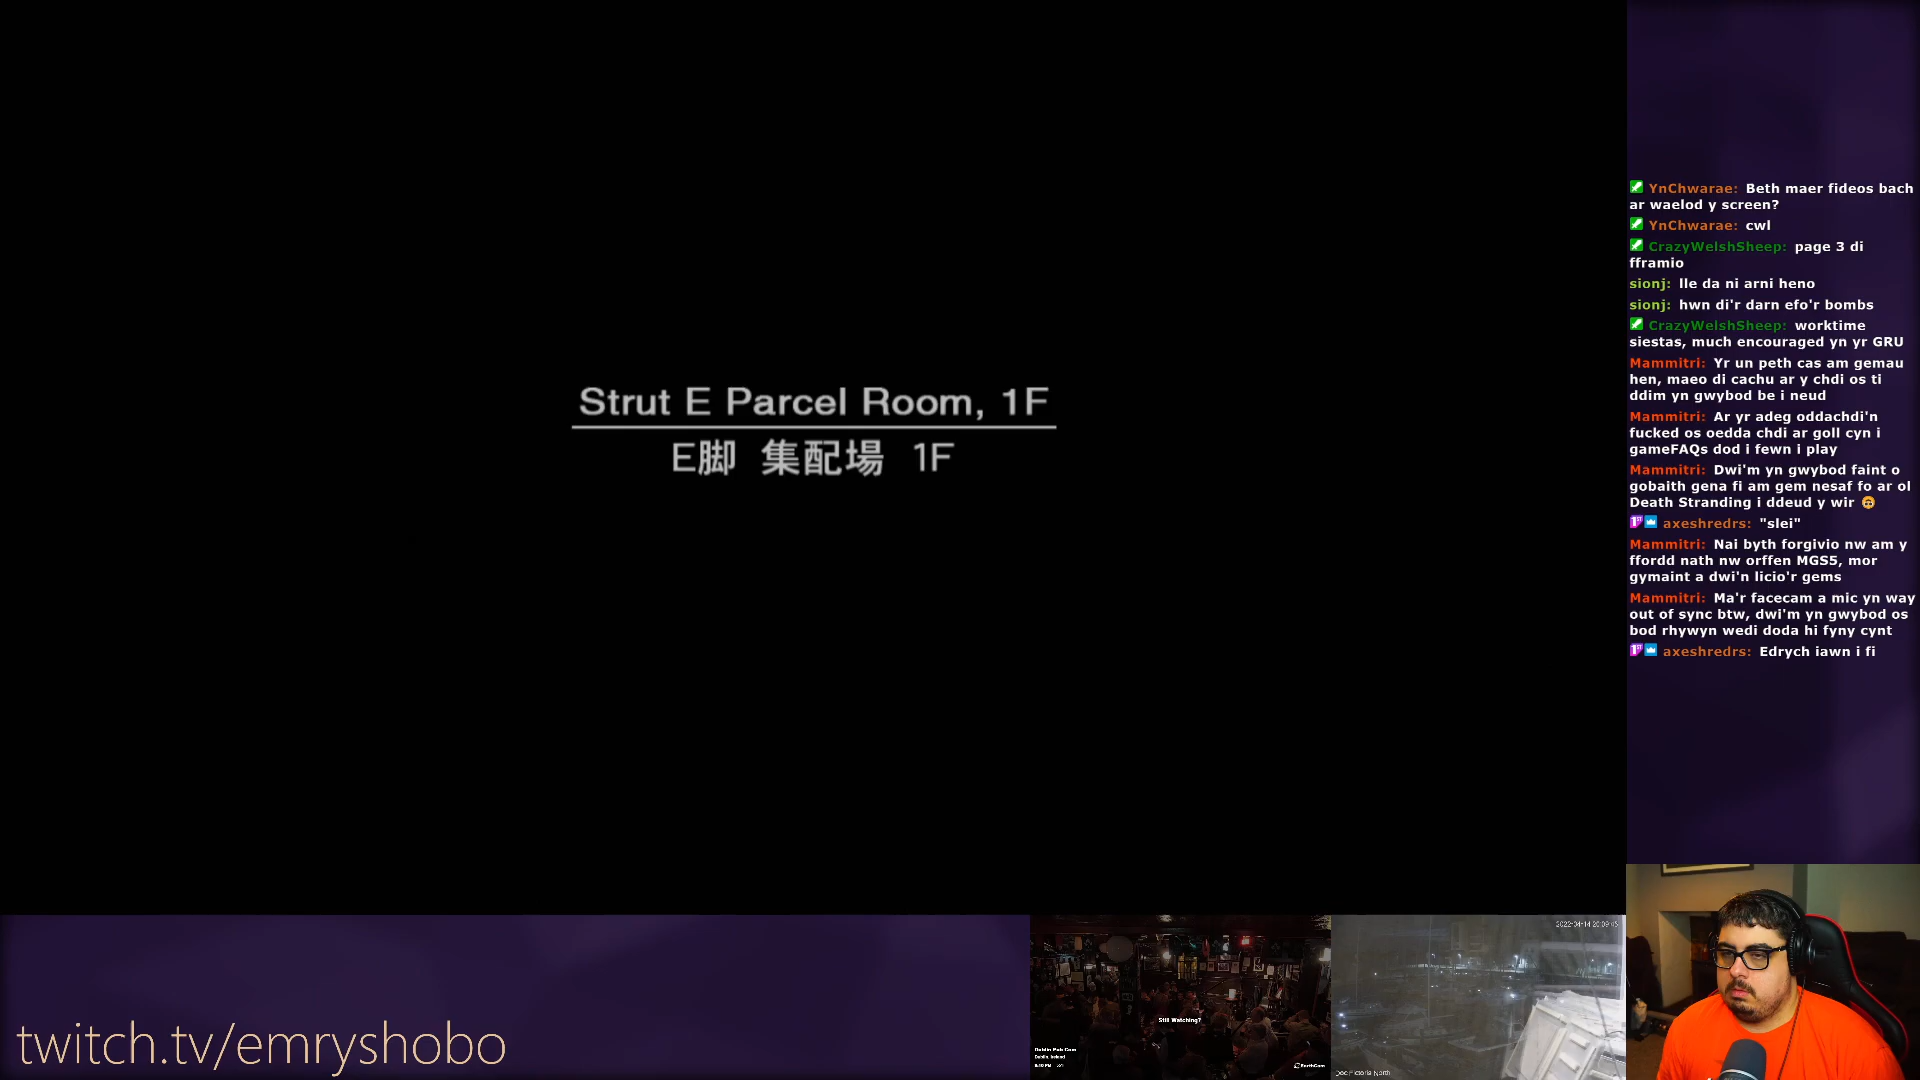 Strut E Parcel Room, 1F
E脚 集配場 1F
YnChwarae: Beth maer fideos bach
ar waelod y screen?
YnChwarae: cwl
CrazyWelshSheep: page 3 di
fframio
sionj: lle da ni arni heno
sionj: hwn di'r darn efo'r bombs
CrazyWelshSheep: worktime
siestas, much encouraged yn yr GRU
Mammitri: Yr un peth cas am gemau
hen, maeo di cachu ar y chdi os ti
ddim yn gwybod be i neud
Mammitri: Ar yr adeg oddachdi'n
fucked os oedda chdi ar goll cyn i
gameFAQs dod i fewn i play
Mammitri: Dwi'm yn gwybod faint o
gobaith gena fi am gem nesaf fo ar ol
Death Stranding i ddeud y wir 🙃
axeshredrs: "slei"
Mammitri: Nai byth forgivio nw am y
ffordd nath nw orffen MGS5, mor
gymaint a dwi'n licio'r gems
Mammitri: Ma'r facecam a mic yn way
out of sync btw, dwi'm yn gwybod os
bod rhywyn wedi doda hi fyny cynt
axeshredrs: Edrych iawn i fi
twitch.tv/emryshobo
Still Watching?
Dublin Pub Cam
Dublin, Ireland
EarthCam